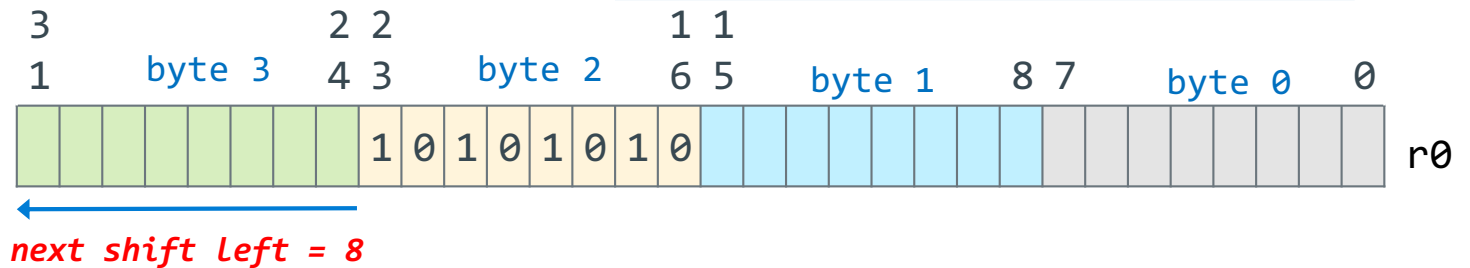 3 2 2 1 1
1 byte 3 4 3 byte 2 6 5 byte 1 8 7 byte 0 0
1 0 1 0 1 0 1 0 r0
next shift left = 8